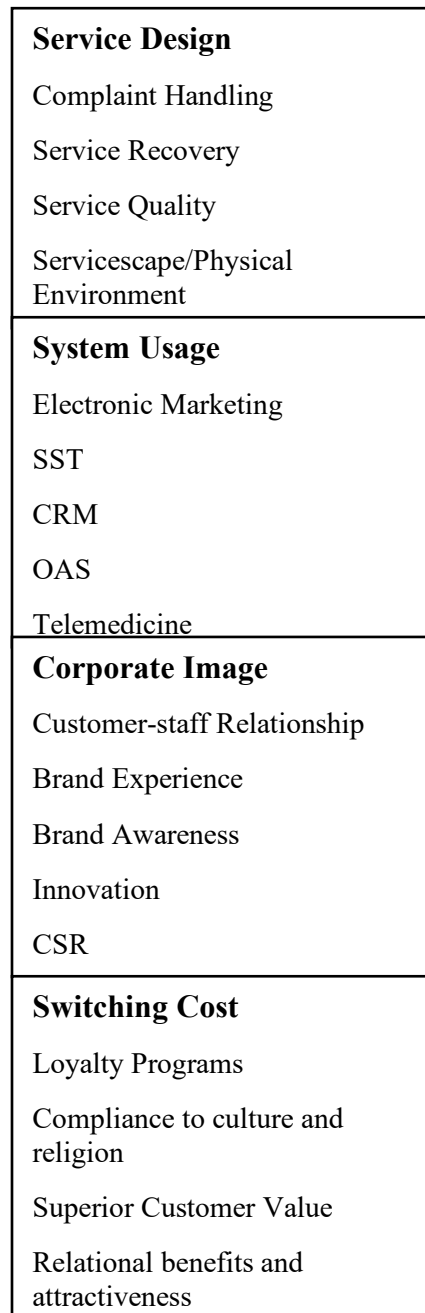 Service Design
Complaint Handling
Service Recovery
Service Quality
Servicescape/Physical
Environment
System Usage
Electronic Marketing
SST
CRM
OAS
Telemedicine
Corporate Image
Customer-staff Relationship
Brand Experience
Brand Awareness
Innovation
CSR
Switching Cost
Loyalty Programs
Compliance to culture and
religion
Superior Customer Value
Relational benefits and
attractiveness